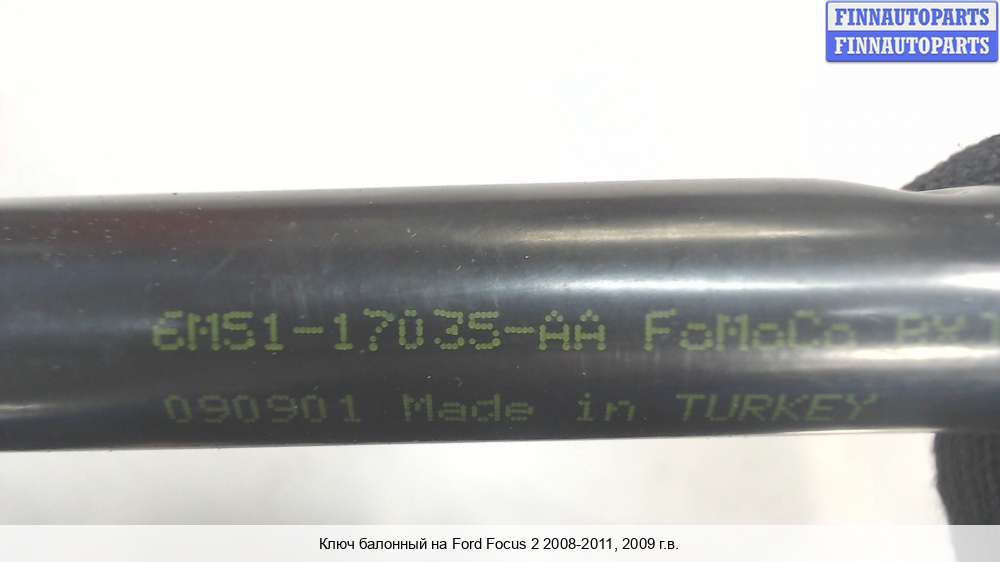 FINNAUTOPARTS
FINNAUTOPARTS
6M51-17035-AA FoMoCo
090901 Made in TURKEY
Ключ балонный на Ford Focus 2 2008-2011, 2009 г.в.